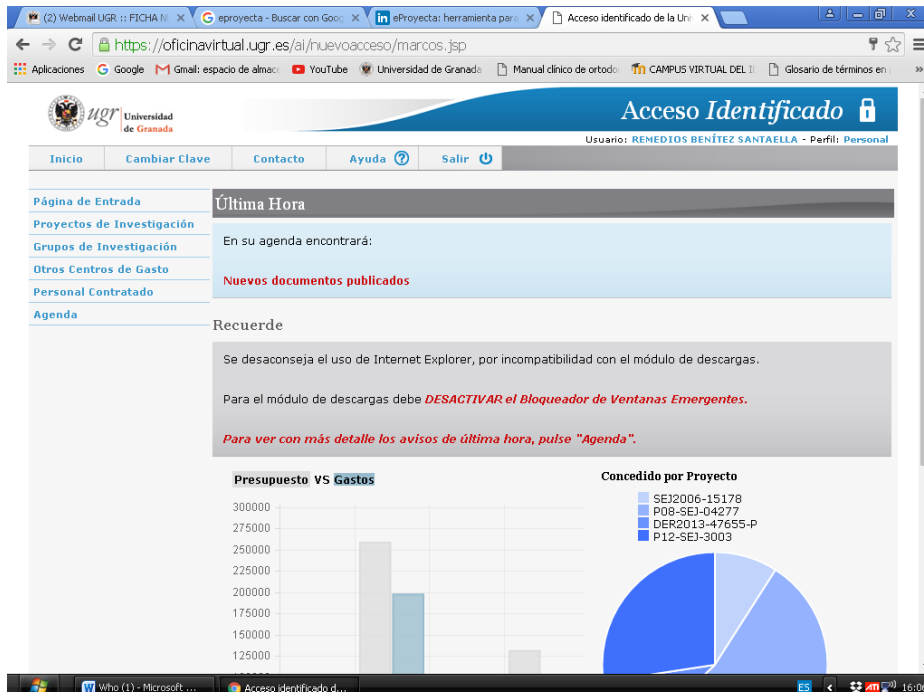 (2) Webmail UGR :: FICHA N
eproyecta - Buscar con Goog
eProyecta: herramienta para
Acceso identificado de la Uni
https://oficinavirtual.ugr.es/ai/nuevoacceso/marcos.jsp
Aplicaciones Google Gmail: espacio de almac YouTube Universidad de Granada Manual clínico de ortodo CAMPUS VIRTUAL DEL Il Glosario de términos en »
ugr Universidad
de Granada
Acceso Identificado
Usuario: REMEDIOS BENÍTEZ SANTAELLA - Perfil: Personal
Inicio Cambiar Clave Contacto Ayuda ? Salir
Página de Entrada
Proyectos de Investigación
Grupos de Investigación
Otros Centros de Gasto
Personal Contratado
Agenda
Última Hora
En su agenda encontrará:
Nuevos documentos publicados
Recuerde
Se desaconseja el uso de Internet Explorer, por incompatibilidad con el módulo de descargas.
Para el módulo de descargas debe DESACTIVAR el Bloqueador de Ventanas Emergentes.
Para ver con más detalle los avisos de última hora, pulse "Agenda".
Presupuesto VS Gastos
300000
275000
250000
225000
200000
175000
150000
125000
Concedido por Proyecto
SEJ2006-15178
P08-SEJ-04277
DER2013-47655-P
P12-SEJ-3003
Who (1) - Microsoft ...
Acceso identificado d...
ES < ATI